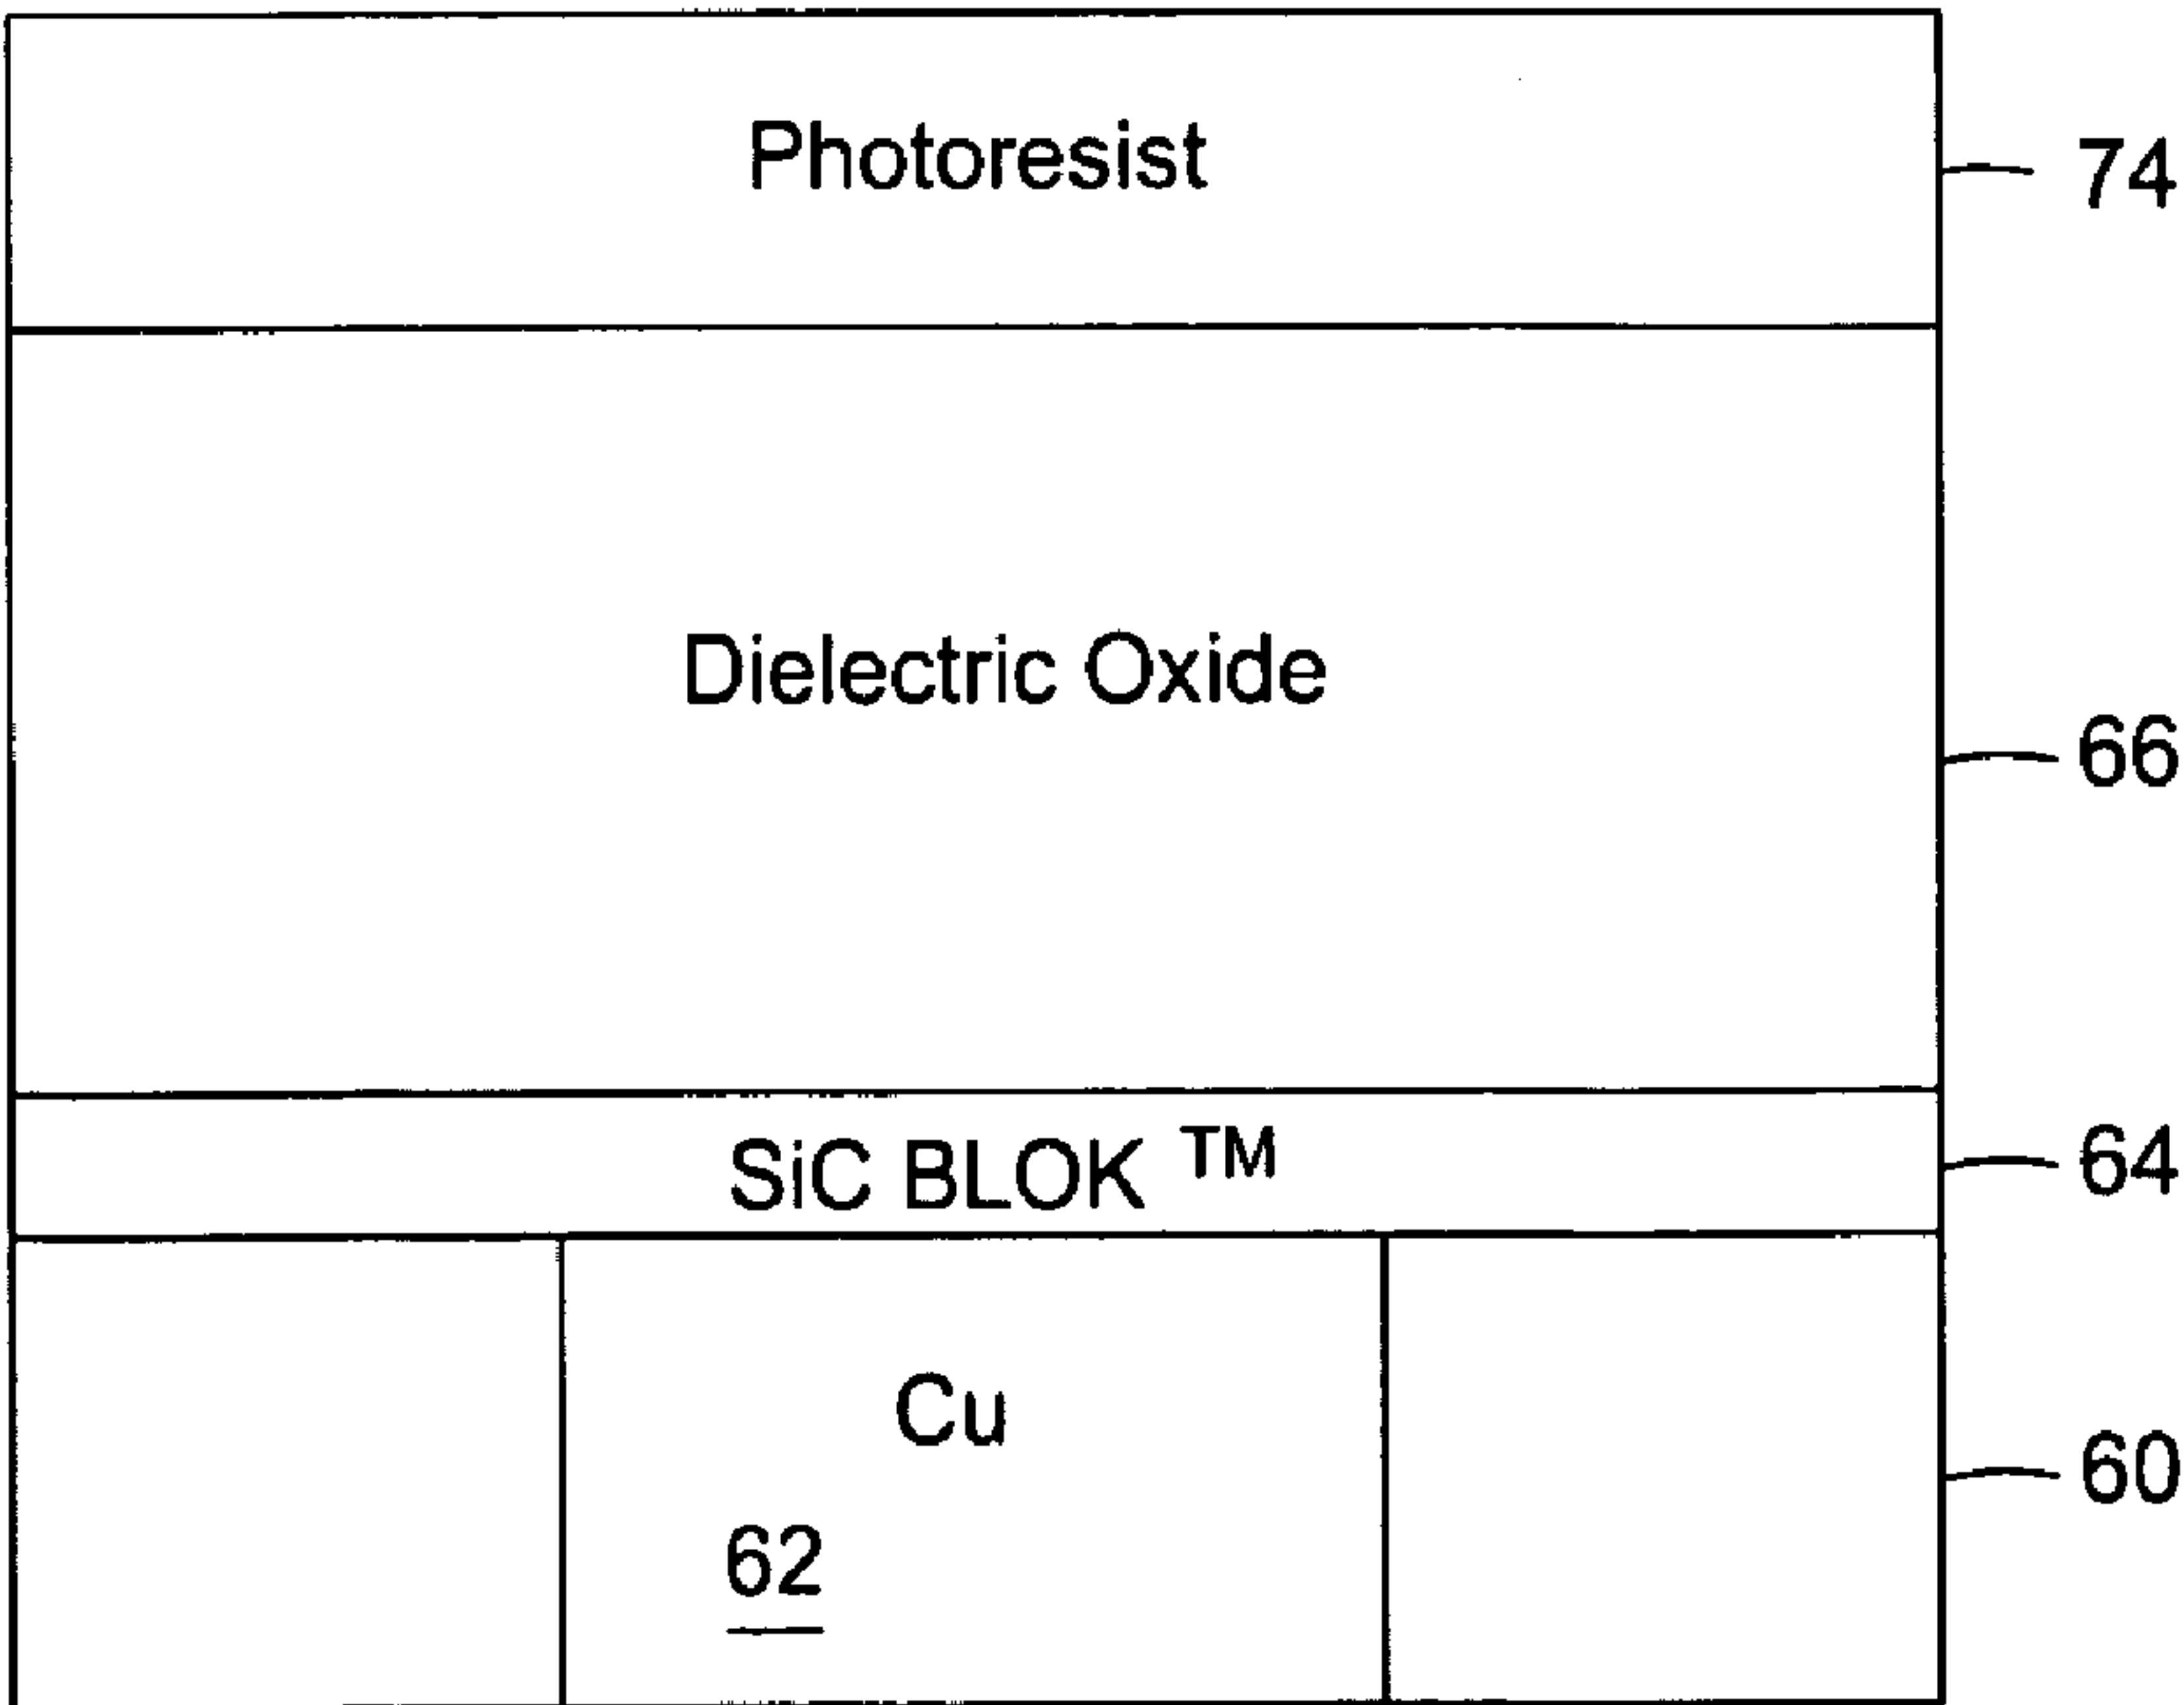 Photoresist
74
Dielectric Oxide
66
SiC BLOK ™
64
Cu
60
62